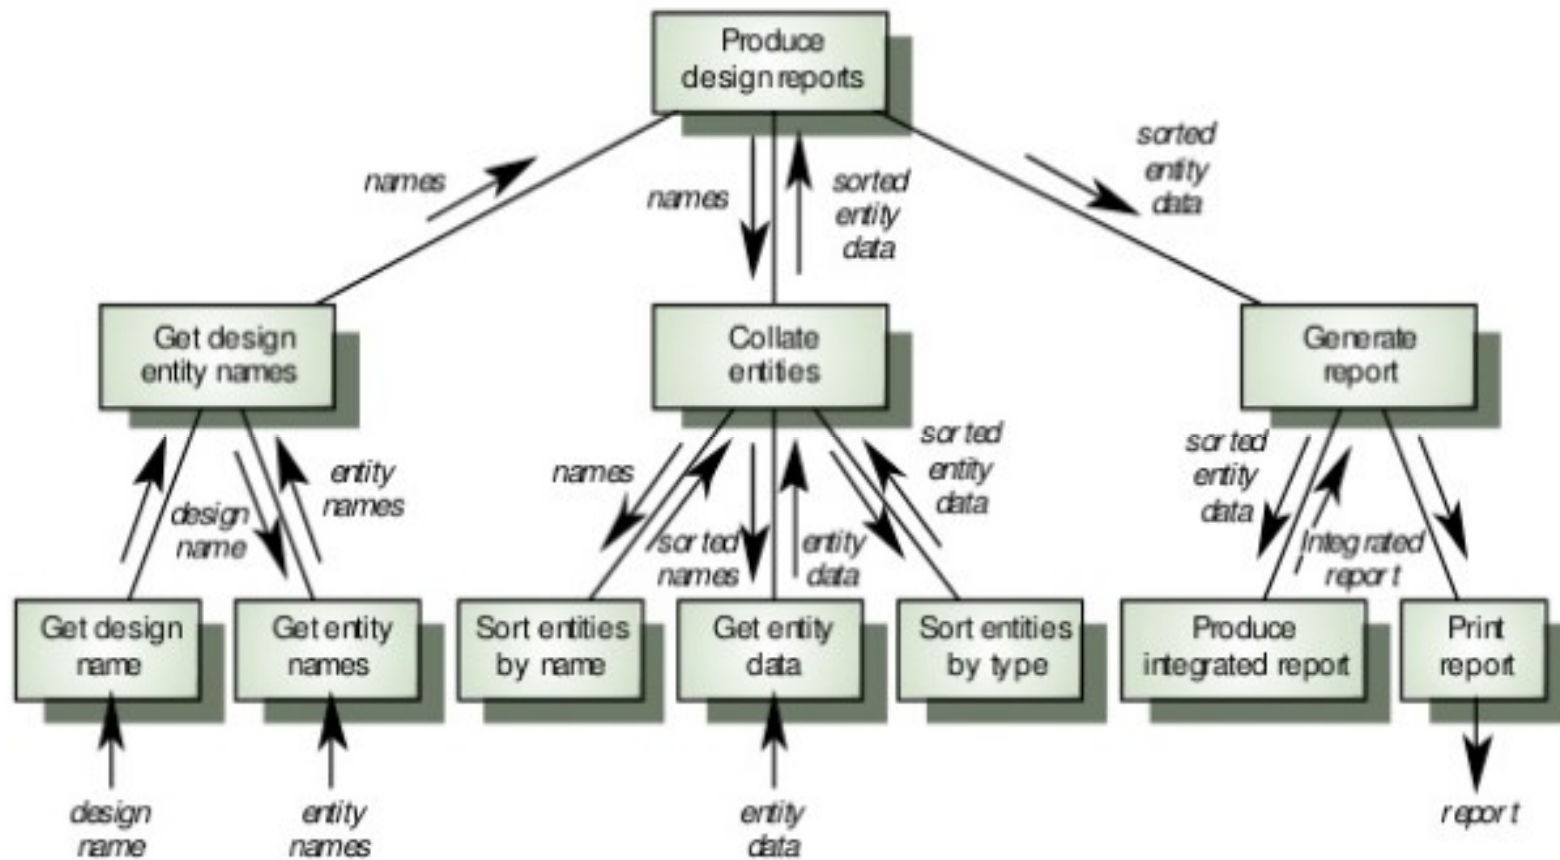 Produce
design reports
names
names
sorted
entity
data
sorted
entity
data
Get design
entity names
Collate
entities
Generate
report
design
name
entity
names
names
sorted
names
entity
data
sorted
entity
data
sorted
entity
data
Integrated
report
Get design
name
Get entity
names
Sort entities
by name
Get entity
data
Sort entities
by type
Produce
integrated report
Print
report
design
name
entity
names
entity
data
report